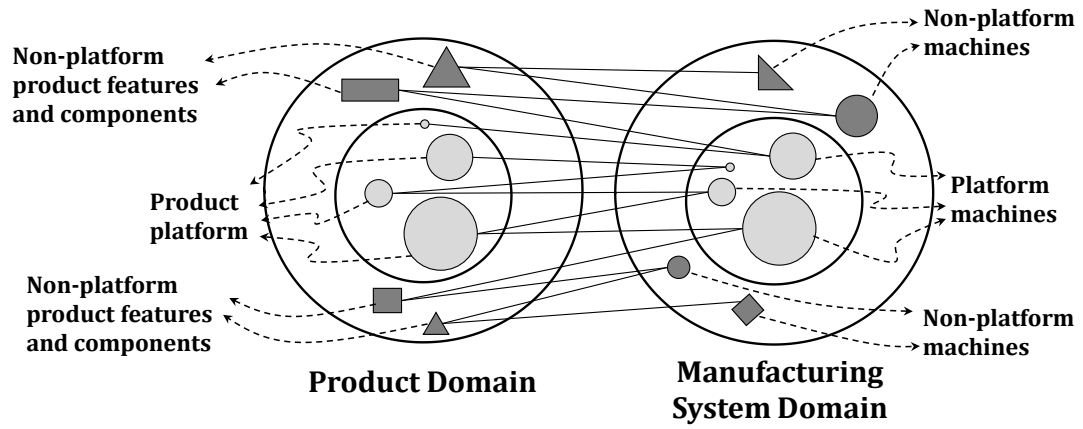 Non-platform
product features
and components
Product
platform
Non-platform
product features
and components
Product Domain
Non-platform
machines
Platform
machines
Non-platform
machines
Manufacturing
System Domain